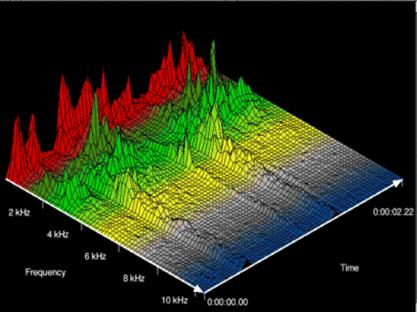 2 kHz
4 kHz
6 kHz
8 kHz
10 kHz
Frequency
0:00:00.00
Time
0:00:02.22